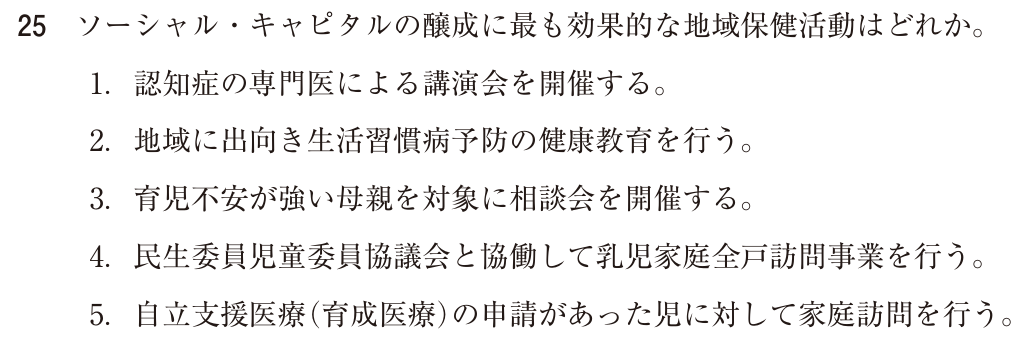 25 ソーシャル・キャピタルの醸成に最も効果的な地域保健活動はどれか。
1. 認知症の専門医による講演会を開催する。
2. 地域に出向き生活習慣病予防の健康教育を行う。
3. 育児不安が強い母親を対象に相談会を開催する。
4. 民生委員児童委員協議会と協働して乳児家庭全戸訪問事業を行う。
5. 自立支援医療(育成医療)の申請があった児に対して家庭訪問を行う。